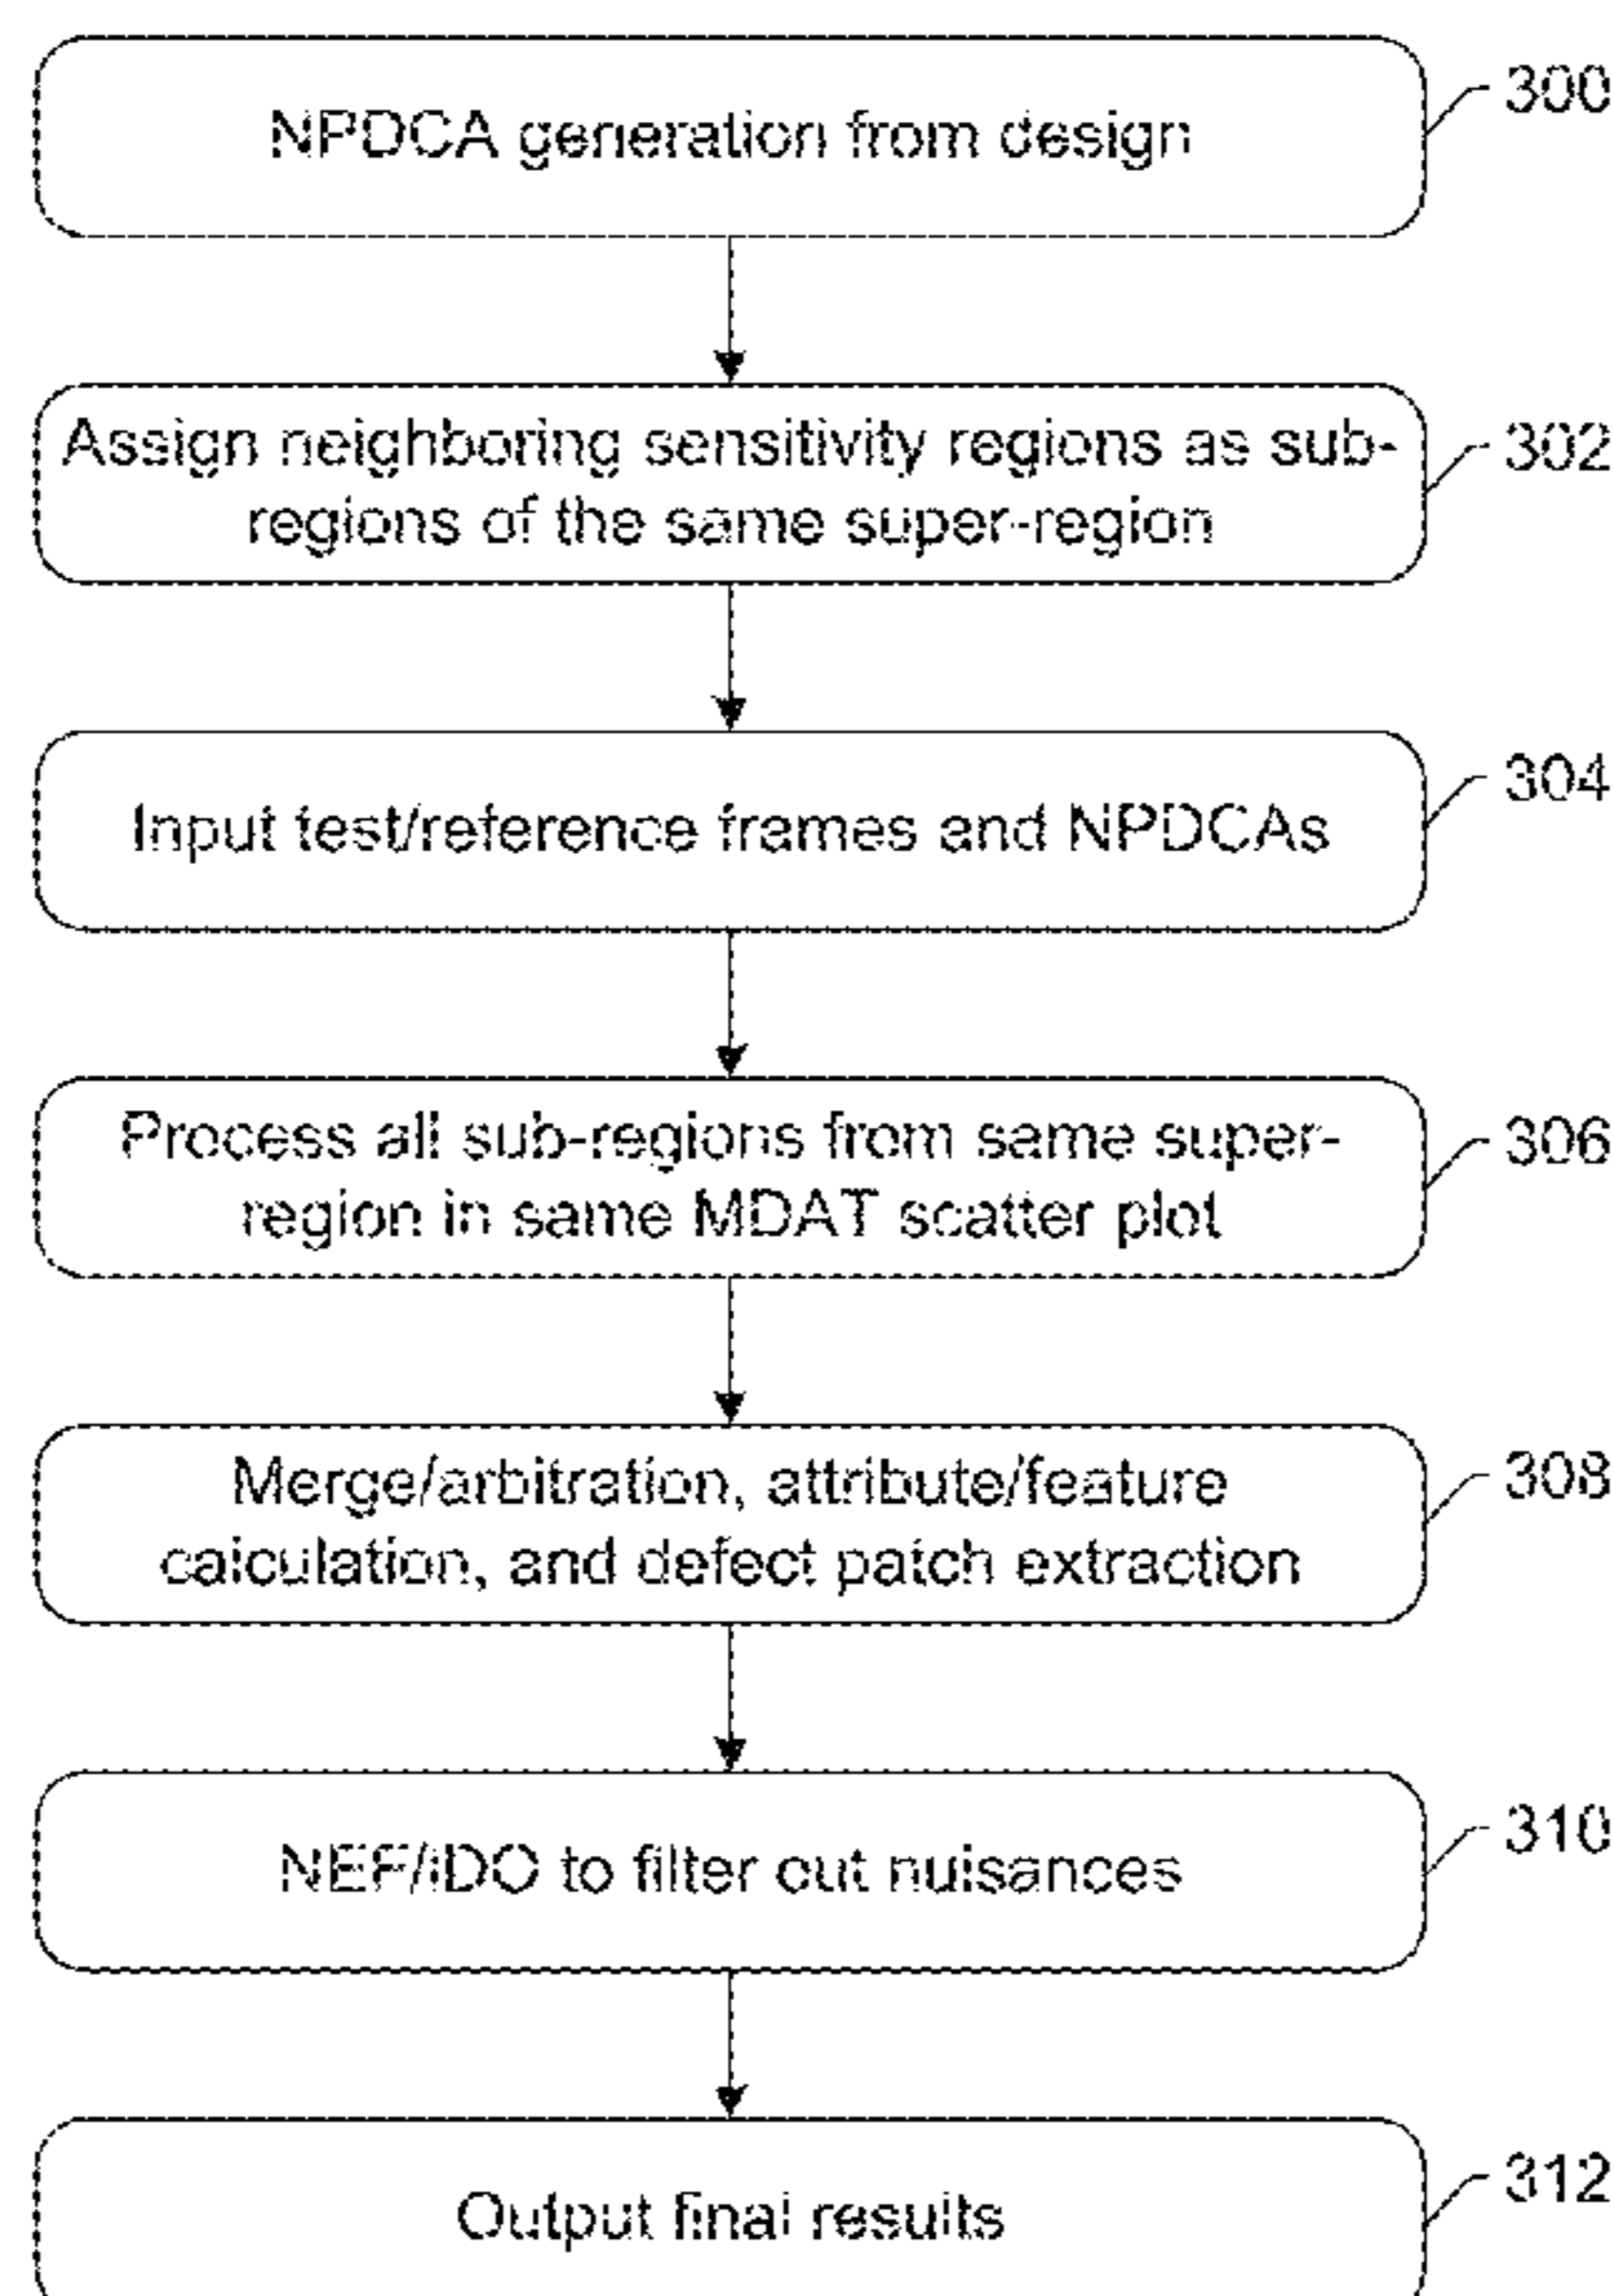 NPDCA generation from design
300
Assign neighboring sensitivity regions as sub-
regions of the same super-region
302
Input test/reference frames and NPDCAs
304
Process all sub-regions from same super-
region in same MDAT scatter plot
306
Merge/arbitration, attribute/feature
calculation, and defect patch extraction
308
NEF/iDO to filter out nuisances
310
Output final results
312